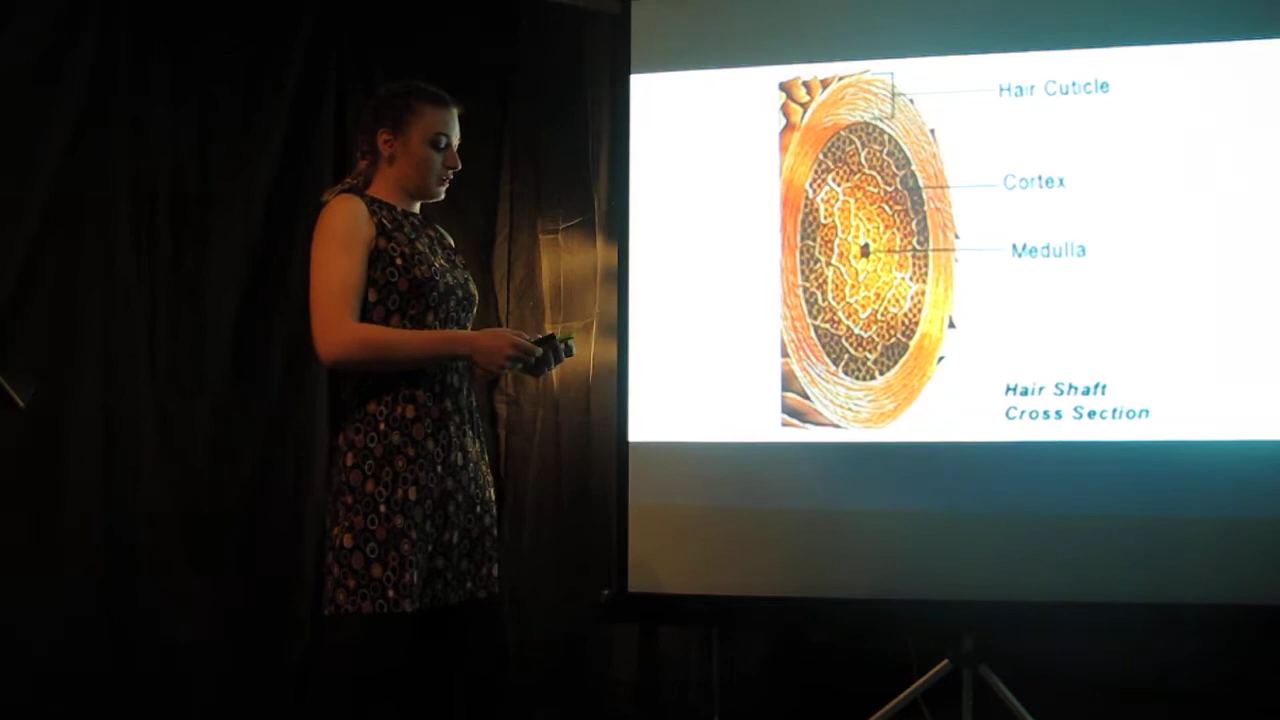 Hair Cuticle
Cortex
Medulla
Hair Shaft
Cross Section